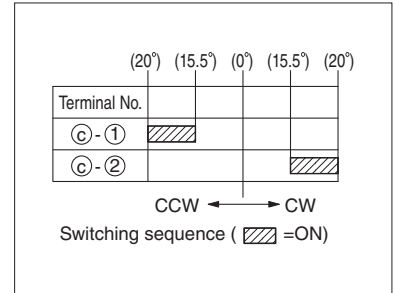 (20°) (15.5°) (0°) (15.5°) (20°)
Terminal No.
ⓒ-①
ⓒ-②
CCW CW
Switching sequence ( =ON)